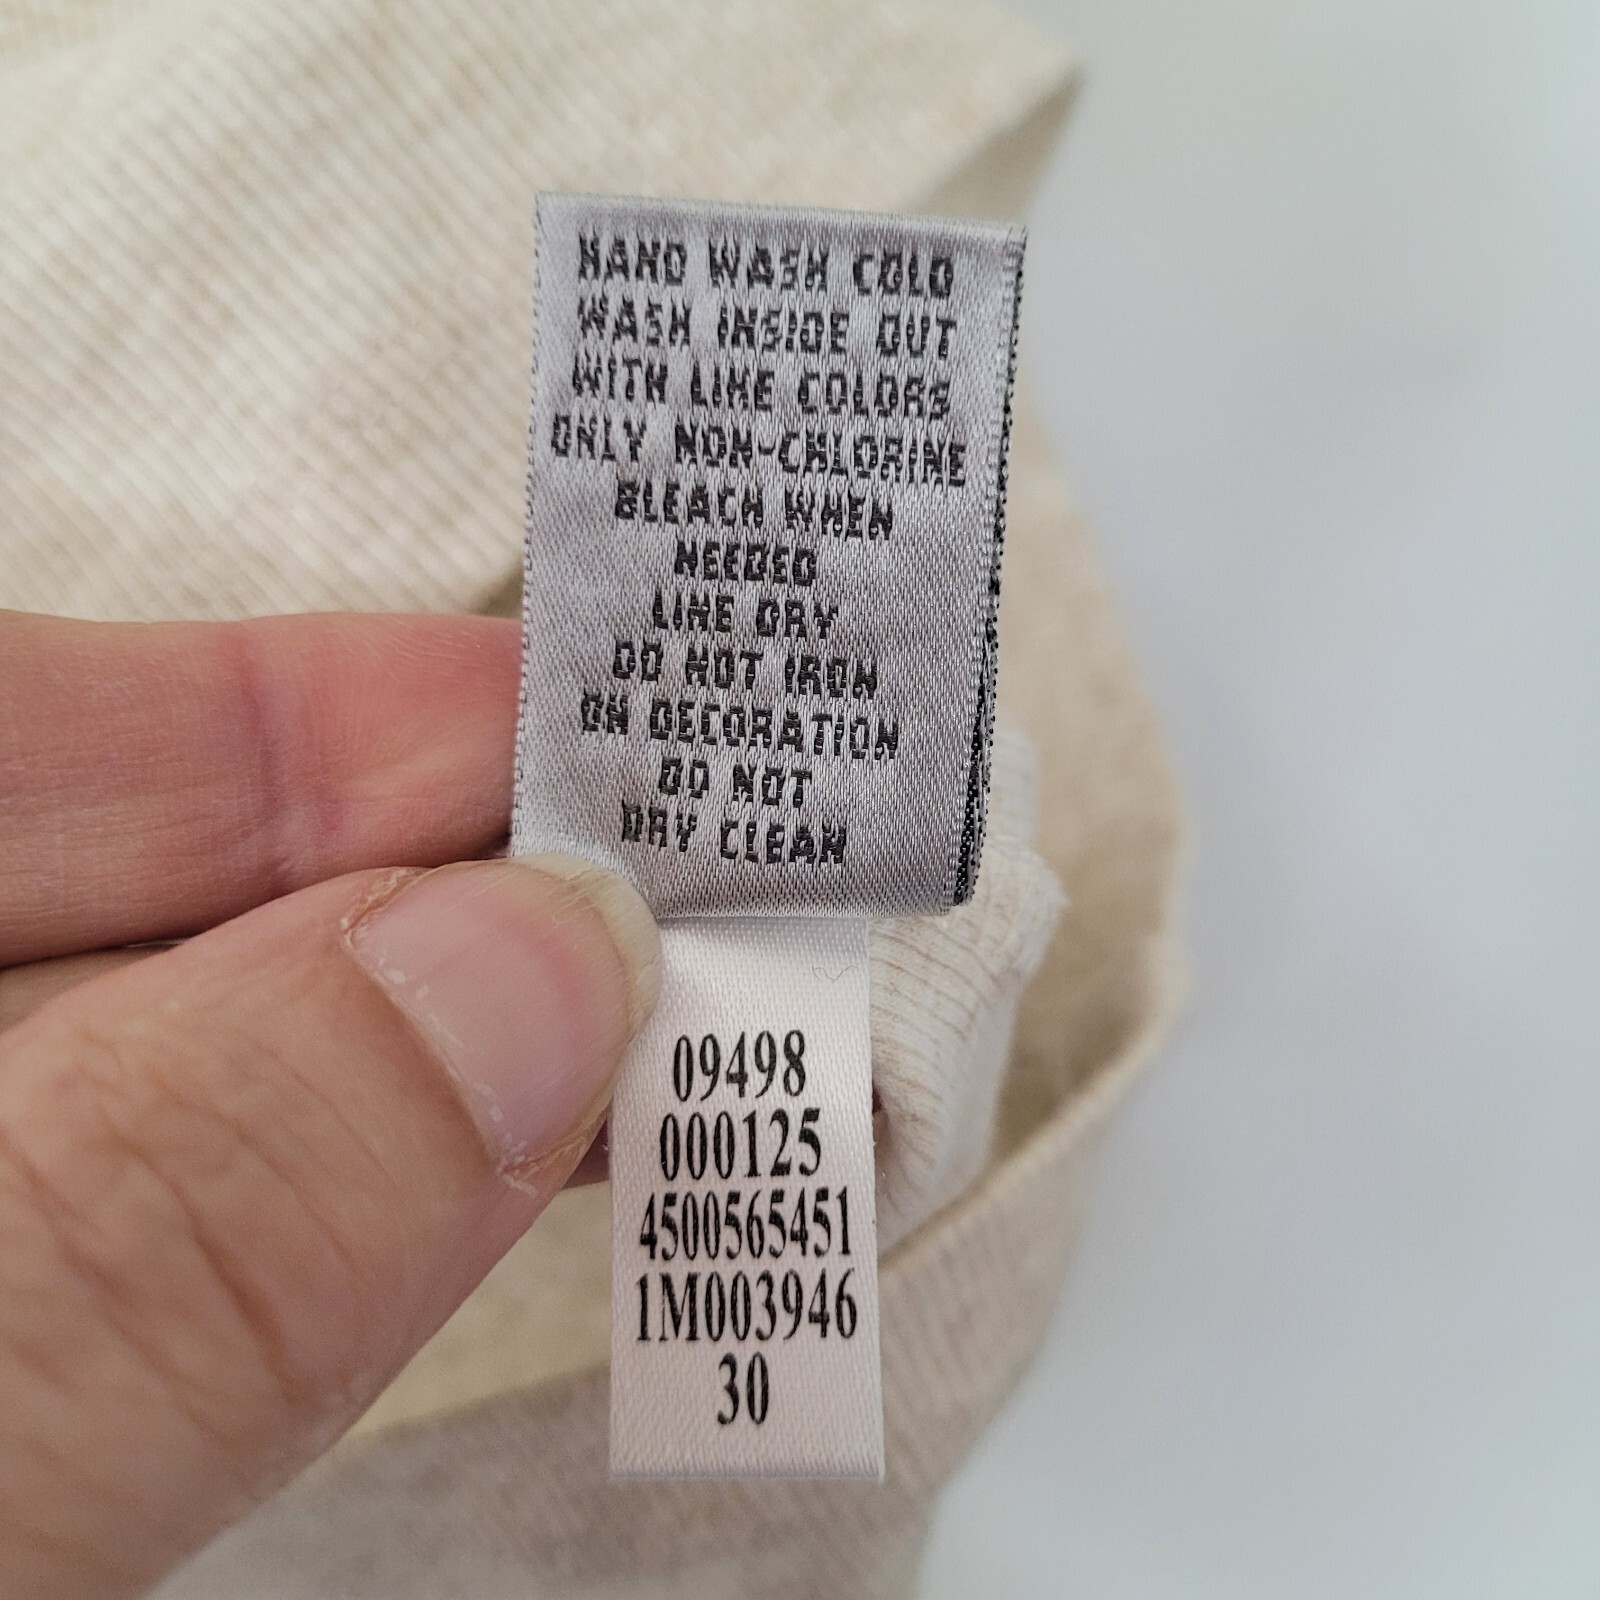 HAND WASH COLD
WASH INSIDE OUT
WITH LIKE COLORS
ONLY NON-CHLORINE
BLEACH WHEN
NEEDED
LINE DRY
DO NOT IRON
ON DECORATION
DO NOT
DRY CLEAN
09498
000125
4500565451
1M003946
30